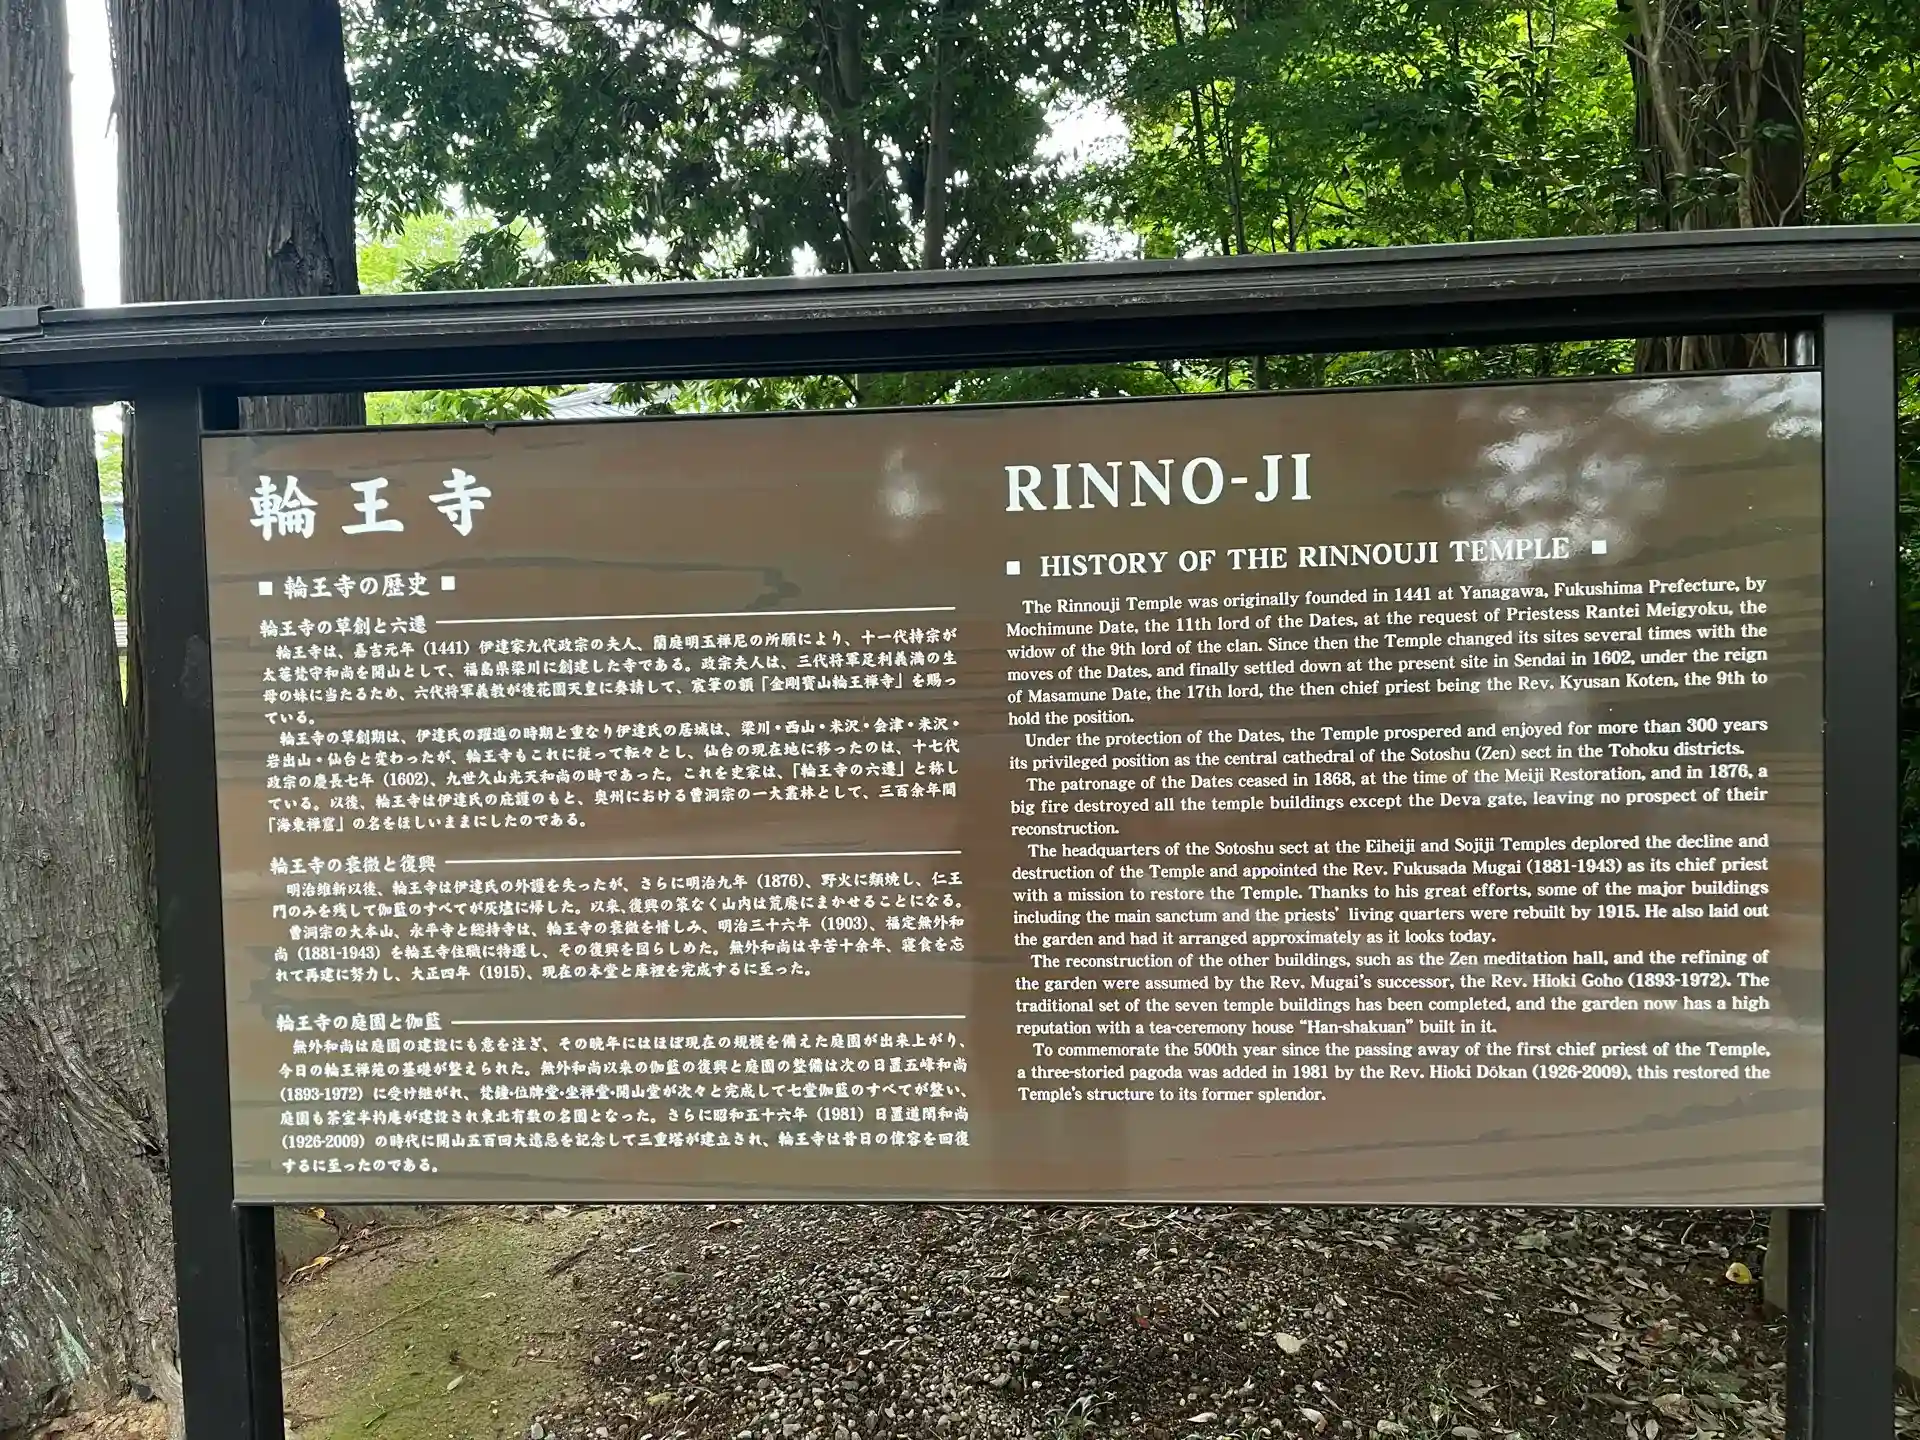 輪王寺
■ 輪王寺の歴史 ■
輪王寺の草創と六遷
輪王寺は、嘉吉元年（1441）伊達家九代政宗の夫人、蘭庭明玉禅尼の所願により、十一代持宗が
太菴梵守和尚を開山として、福島県梁川に創建した寺である。政宗夫人は、三代将軍足利義満の生
母の妹に当たるため、六代将軍義教が後花園天皇に奏請して、宸筆の額「金剛寶山輪王禅寺」を賜っ
ている。
輪王寺の草創期は、伊達氏の躍進の時期と重なり伊達氏の居城は、梁川・西山・米沢・会津・米沢・
岩出山・仙台と変わったが、輪王寺もこれに従って転々とし、仙台の現在地に移ったのは、十七代
政宗の慶長七年（1602）、九世久山光天和尚の時であった。これを史家は、「輪王寺の六遷」と称し
ている。以後、輪王寺は伊達氏の庇護のもと、奥州における曹洞宗の一大叢林として、三百余年間
「海東禅窟」の名をほしいままにしたのである。
輪王寺の衰微と復興
明治維新以後、輪王寺は伊達氏の外護を失ったが、さらに明治九年（1876）、野火に類焼し、仁王
門のみを残して伽藍のすべてが灰燼に帰した。以来、復興の策なく山内は荒廃にまかせることになる。
曹洞宗の大本山、永平寺と総持寺は、輪王寺の衰微を惜しみ、明治三十六年（1903）、福定無外和
尚（1881-1943）を輪王寺住職に特選し、その復興を図らしめた。無外和尚は辛苦十余年、寝食を忘
れて再建に努力し、大正四年（1915）、現在の本堂と庫裡を完成するに至った。
輪王寺の庭園と伽藍
無外和尚は庭園の建設にも意を注ぎ、その晩年にはほぼ現在の規模を備えた庭園が出来上がり、
今日の輪王禅苑の基礎が整えられた。無外和尚以来の伽藍の復興と庭園の整備は次の日置五峰和尚
（1893-1972）に受け継がれ、梵鐘・位牌堂・坐禅堂・開山堂が次々と完成して七堂伽藍のすべてが整い、
庭園も茶室半杓庵が建設され東北有数の名園となった。さらに昭和五十六年（1981）日置道閑和尚
（1926-2009）の時代に開山五百回大遠忌を記念して三重塔が建立され、輪王寺は昔日の偉容を回復
するに至ったのである。
RINNO-JI
■ HISTORY OF THE RINNOUJI TEMPLE ■
The Rinnouji Temple was originally founded in 1441 at Yanagawa, Fukushima Prefecture, by
Mochimune Date, the 11th lord of the Dates, at the request of Priestess Rantei Meigyoku, the
widow of the 9th lord of the clan. Since then the Temple changed its sites several times with the
moves of the Dates, and finally settled down at the present site in Sendai in 1602, under the reign
of Masamune Date, the 17th lord, the then chief priest being the Rev. Kyusan Koten, the 9th to
hold the position.
Under the protection of the Dates, the Temple prospered and enjoyed for more than 300 years
its privileged position as the central cathedral of the Sotoshu (Zen) sect in the Tohoku districts.
The patronage of the Dates ceased in 1868, at the time of the Meiji Restoration, and in 1876, a
big fire destroyed all the temple buildings except the Deva gate, leaving no prospect of their
reconstruction.
The headquarters of the Sotoshu sect at the Eiheiji and Sojiji Temples deplored the decline and
destruction of the Temple and appointed the Rev. Fukusada Mugai (1881-1943) as its chief priest
with a mission to restore the Temple. Thanks to his great efforts, some of the major buildings
including the main sanctum and the priests' living quarters were rebuilt by 1915. He also laid out
the garden and had it arranged approximately as it looks today.
The reconstruction of the other buildings, such as the Zen meditation hall, and the refining of
the garden were assumed by the Rev. Mugai's successor, the Rev. Hioki Goho (1893-1972). The
traditional set of the seven temple buildings has been completed, and the garden now has a high
reputation with a tea-ceremony house “Han-shakuan” built in it.
To commemorate the 500th year since the passing away of the first chief priest of the Temple,
a three-storied pagoda was added in 1981 by the Rev. Hioki Dōkan (1926-2009), this restored the
Temple's structure to its former splendor.